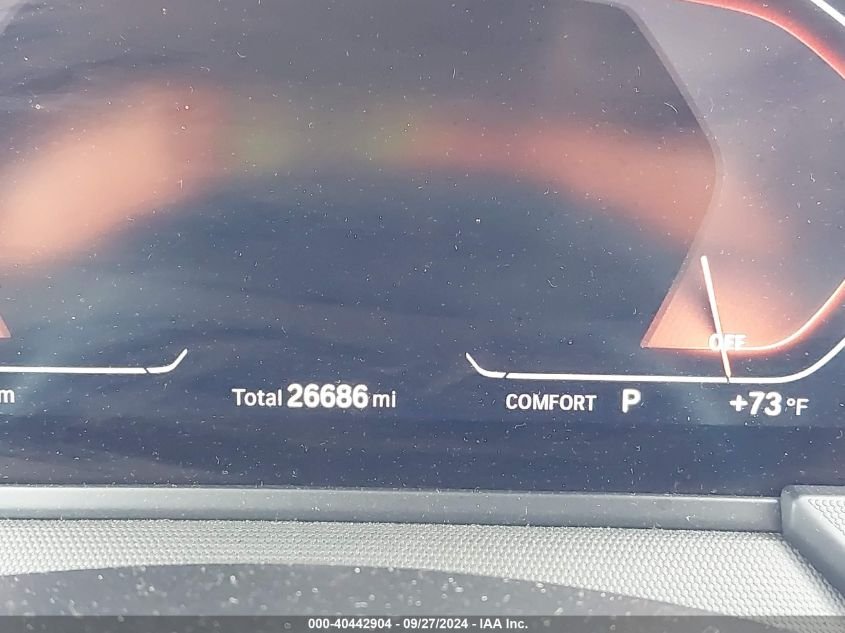 OFF
m
Total 26686 mi
COMFORT P +73 °F
000-40442904 - 09/27/2024 - IAA Inc.